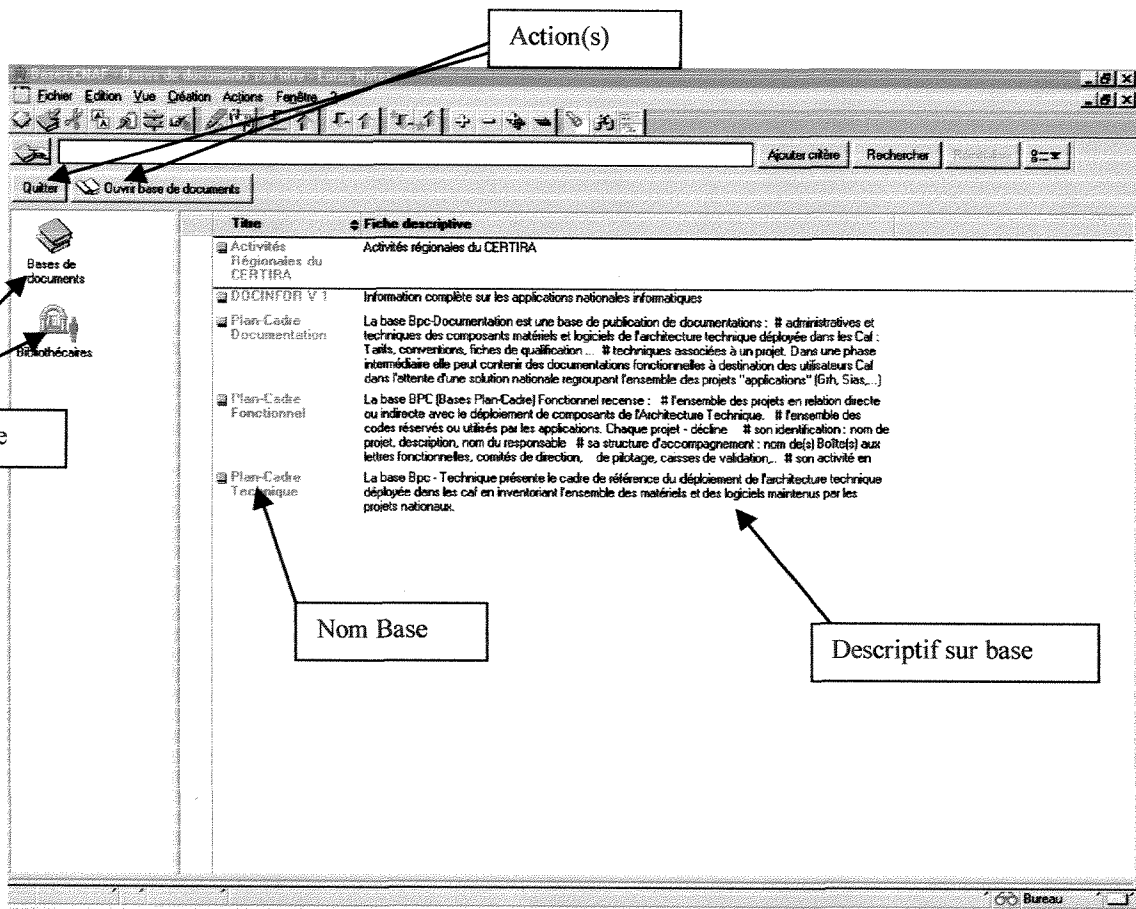 Action(s)
Bases CNAF - Bases de documents par titre - Lotus Notes
Fichier Edition Vue Création Actions Fenêtre ?
Ajouter critère Rechercher
Quitter Ouvrir base de documents
Titre Fiche descriptive
Bases de
documents
Bibliothécaires
e
Activités
Régionales du
CERTIRA
Activités régionales du CERTIRA
DOCINFOR V 1
Information complète sur les applications nationales informatiques
Plan-Cadre
Documentation
La base Bpc-Documentation est une base de publication de documentations : # administratives et
techniques des composants matériels et logiciels de l'architecture technique déployée dans les Caf :
Tarifs, conventions, fiches de qualification ... # techniques associées à un projet. Dans une phase
intermédiaire elle peut contenir des documentations fonctionnelles à destination des utilisateurs Caf
dans l'attente d'une solution nationale regroupant l'ensemble des projets "applications" (Grh, Sias,...)
Plan-Cadre
Fonctionnel
La base BPC (Bases Plan-Cadre) Fonctionnel recense : # l'ensemble des projets en relation directe
ou indirecte avec le déploiement de composants de l'Architecture Technique. # l'ensemble des
codes réservés ou utilisés par les applications. Chaque projet - décline # son identification : nom de
projet, description, nom du responsable # sa structure d'accompagnement : nom de(s) Boîte(s) aux
lettres fonctionnelles, comités de direction, de pilotage, caisses de validation,.. # son activité en
Plan-Cadre
Technique
La base Bpc - Technique présente le cadre de référence du déploiement de l'architecture technique
déployée dans les caf en inventoriant l'ensemble des matériels et des logiciels maintenus par les
projets nationaux.
Nom Base
Descriptif sur base
Bureau